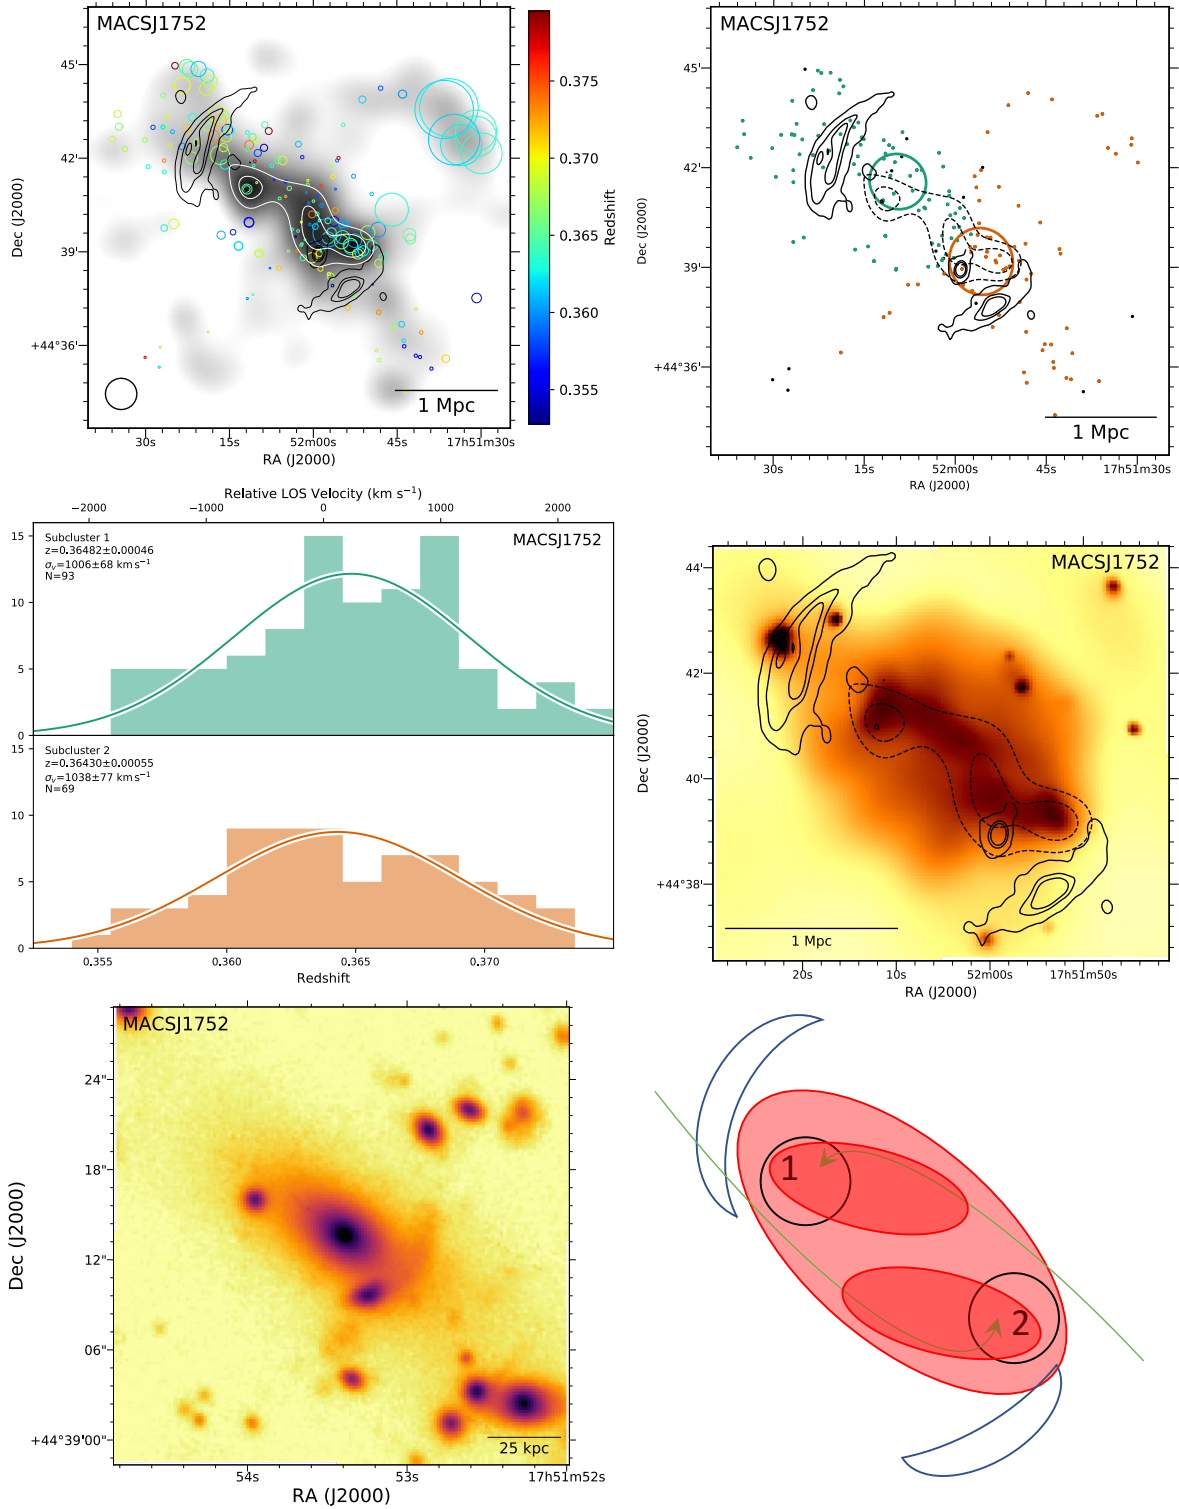 MACSJ1752
45'
42'
39'
+44°36'
Dec (J2000)
30s
15s
52m00s
45s
17h51m30s
RA (J2000)
1 Mpc
0.375
0.370
0.365
0.360
0.355
Redshift
MACSJ1752
45'
42'
39'
+44°36'
Dec (J2000)
30s
15s
52m00s
45s
17h51m30s
RA (J2000)
1 Mpc
Relative LOS Velocity (km s⁻¹)
−2000
−1000
0
1000
2000
Subcluster 1
z=0.36482±0.00046
σᵥ=1006±68 km s⁻¹
N=93
MACSJ1752
15
10
5
0
Subcluster 2
z=0.36430±0.00055
σᵥ=1038±77 km s⁻¹
N=69
15
10
5
0
0.355
0.360
0.365
0.370
Redshift
MACSJ1752
44'
42'
40'
+44°38'
Dec (J2000)
1 Mpc
20s
10s
52m00s
17h51m50s
RA (J2000)
MACSJ1752
24"
18"
12"
06"
+44°39'00"
Dec (J2000)
25 kpc
54s
53s
17h51m52s
RA (J2000)
1
2